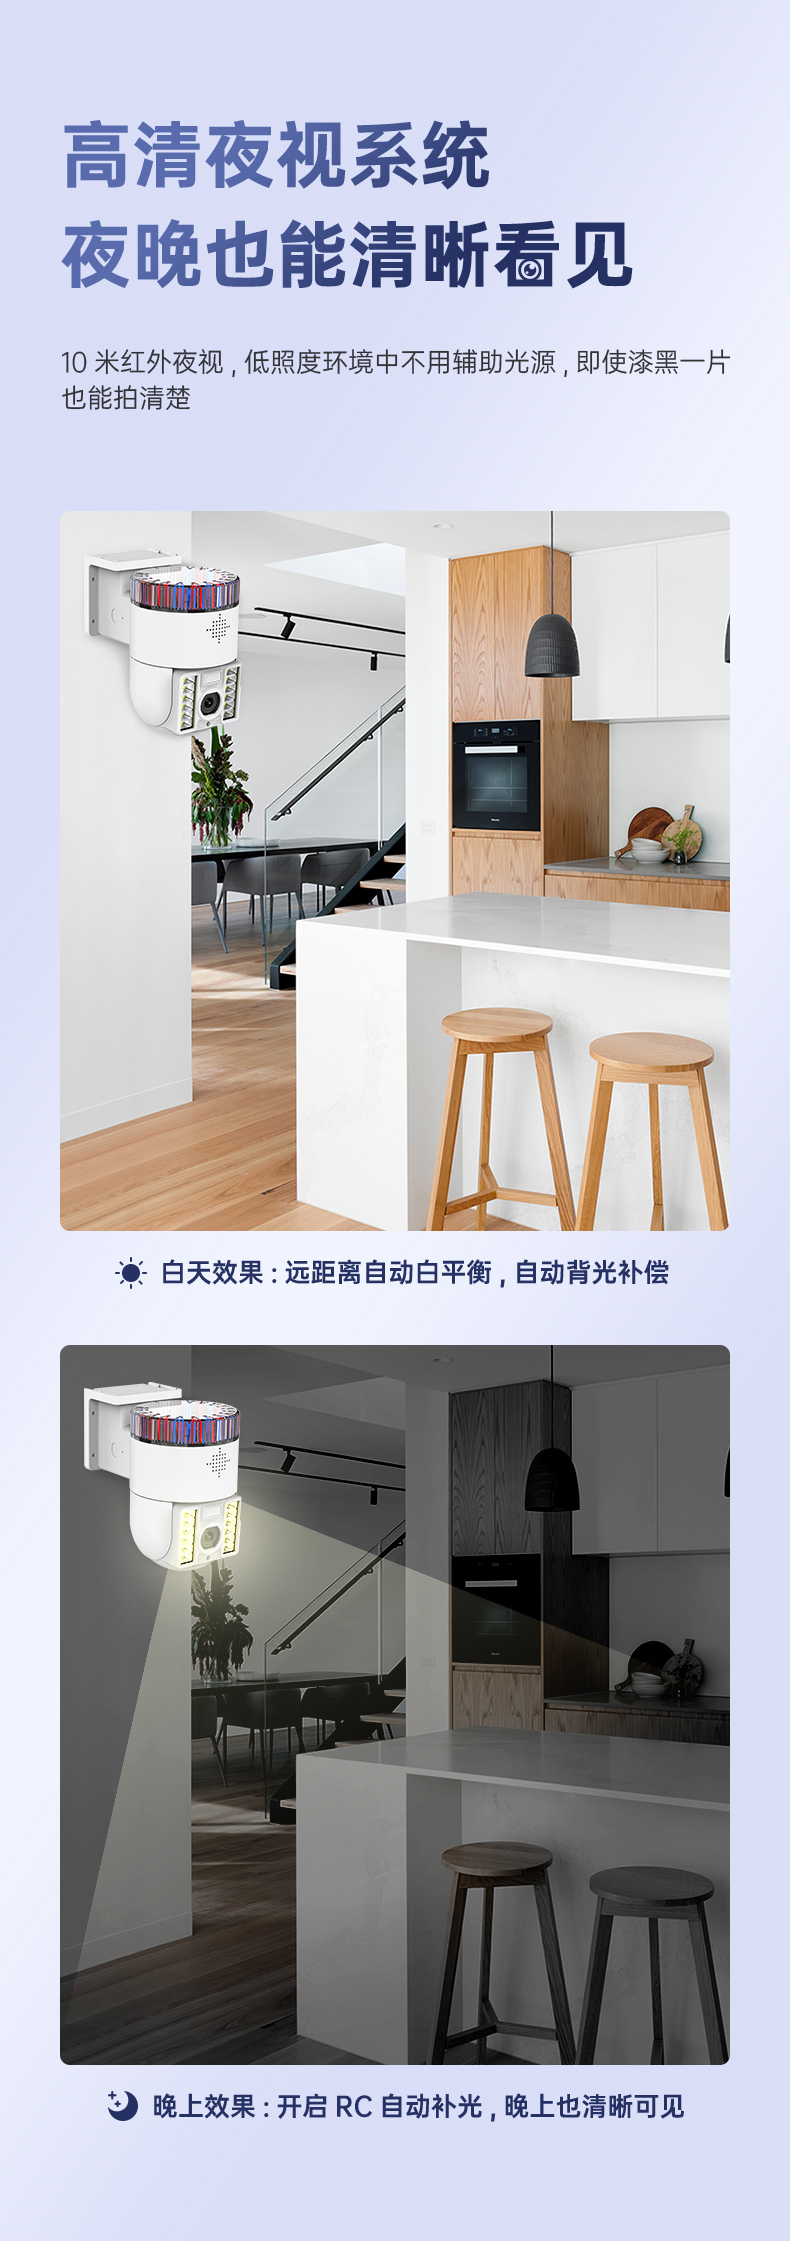 高清夜视系统
夜晚也能清晰看见
10 米红外夜视 , 低照度环境中不用辅助光源 , 即使漆黑一片
也能拍清楚
白天效果 : 远距离自动白平衡 , 自动背光补偿
晚上效果 : 开启 RC 自动补光 , 晚上也清晰可见